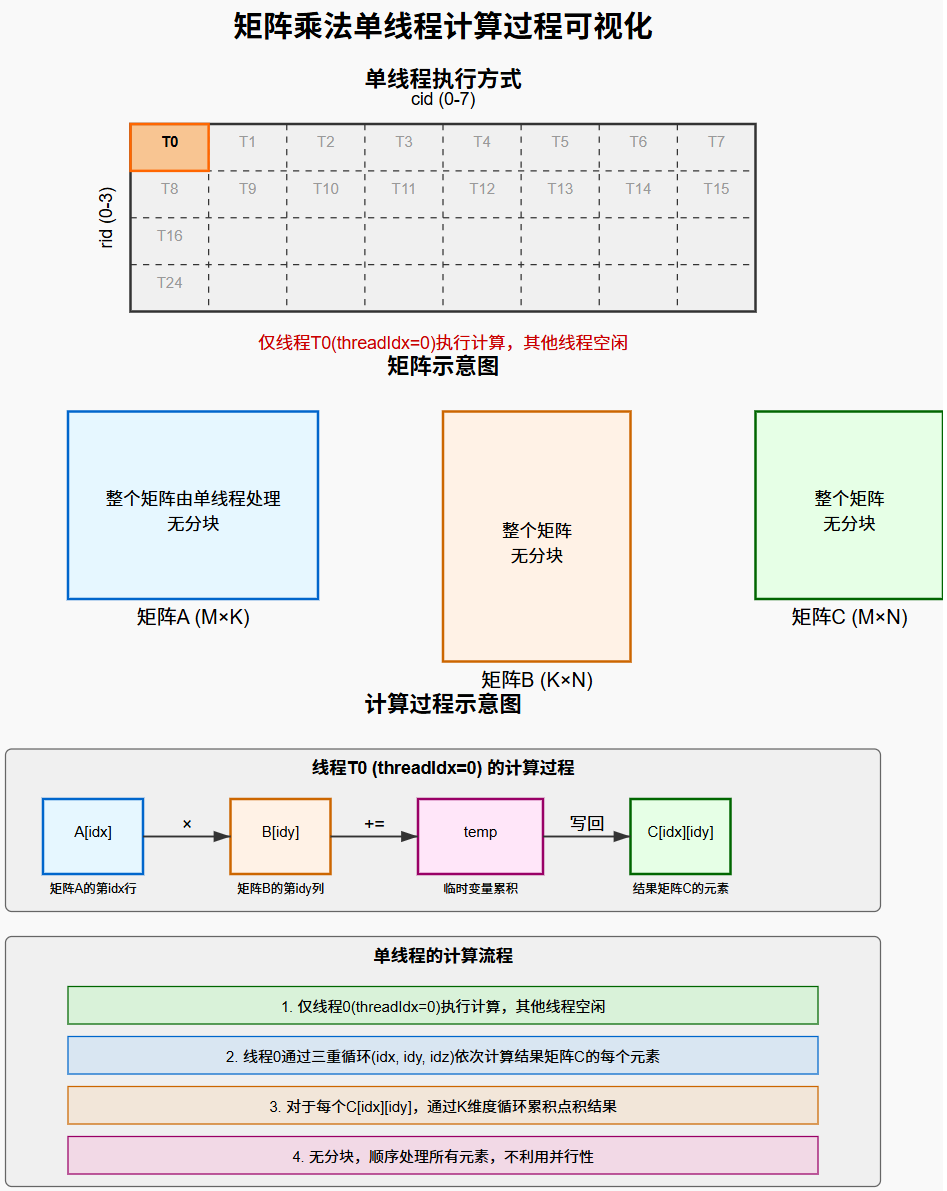 矩阵乘法单线程计算过程可视化
单线程执行方式
cid (0-7)
T0 T1 T2 T3 T4 T5 T6 T7
rid (0-3)
T8 T9 T10 T11 T12 T13 T14 T15
T16
T24
仅线程T0(threadIdx=0)执行计算，其他线程空闲
矩阵示意图
整个矩阵由单线程处理
无分块
矩阵A (M×K)
整个矩阵
无分块
矩阵B (K×N)
整个矩阵
无分块
矩阵C (M×N)
计算过程示意图
线程T0 (threadIdx=0) 的计算过程
A[idx] × B[idy] += temp 写回 C[idx][idy]
矩阵A的第idx行 矩阵B的第idy列 临时变量累积 结果矩阵C的元素
单线程的计算流程
1. 仅线程0(threadIdx=0)执行计算，其他线程空闲
2. 线程0通过三重循环(idx, idy, idz)依次计算结果矩阵C的每个元素
3. 对于每个C[idx][idy]，通过K维度循环累积点积结果
4. 无分块，顺序处理所有元素，不利用并行性